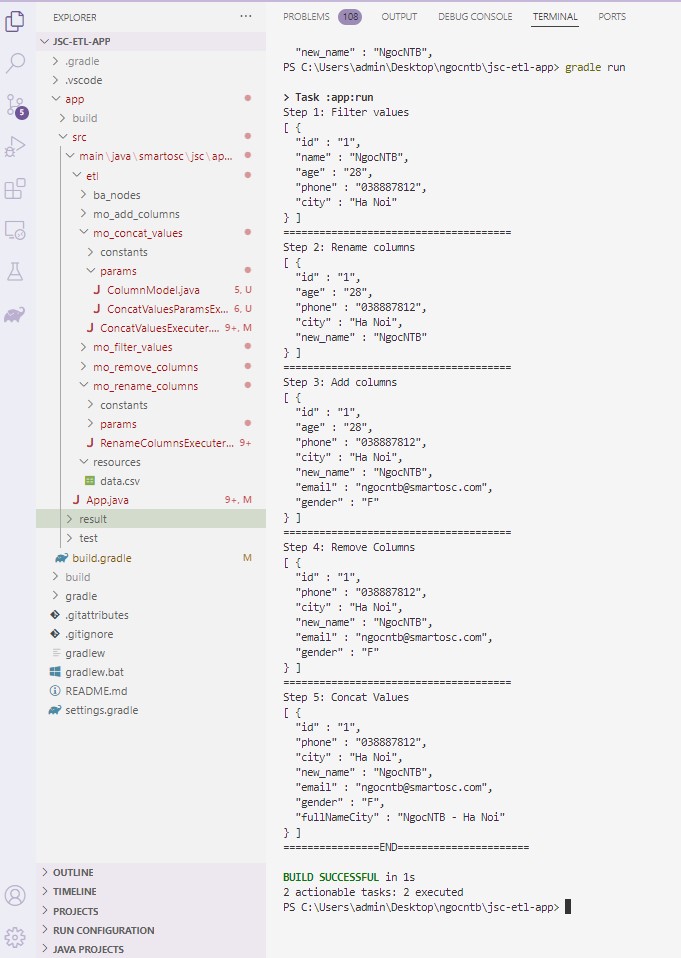 EXPLORER
...
JSC-ETL-APP
.gradle
.vscode
app
build
src
main\java\smartosc\jsc\ap...
etl
ba_nodes
mo_add_columns
mo_concat_values
constants
params
ColumnModel.java 5, U
ConcatValuesParamsEx... 6, U
ConcatValuesExecuter.... 9+, M
mo_filter_values
mo_remove_columns
mo_rename_columns
constants
params
RenameColumnsExecuter... 9+
resources
data.csv
App.java 9+, M
result
test
build.gradle M
build
gradle
.gitattributes
.gitignore
gradlew
gradlew.bat
README.md
settings.gradle
OUTLINE
TIMELINE
PROJECTS
RUN CONFIGURATION
JAVA PROJECTS
5
PROBLEMS 108 OUTPUT DEBUG CONSOLE TERMINAL PORTS
"new_name" : "NgocNTB",
PS C:\Users\admin\Desktop\ngocntb\jsc-etl-app> gradle run
> Task :app:run
Step 1: Filter values
[ {
"id" : "1",
"name" : "NgocNTB",
"age" : "28",
"phone" : "038887812",
"city" : "Ha Noi"
} ]
======================================
Step 2: Rename columns
[ {
"id" : "1",
"age" : "28",
"phone" : "038887812",
"city" : "Ha Noi",
"new_name" : "NgocNTB"
} ]
======================================
Step 3: Add columns
[ {
"id" : "1",
"age" : "28",
"phone" : "038887812",
"city" : "Ha Noi",
"new_name" : "NgocNTB",
"email" : "ngocntb@smartosc.com",
"gender" : "F"
} ]
======================================
Step 4: Remove Columns
[ {
"id" : "1",
"phone" : "038887812",
"city" : "Ha Noi",
"new_name" : "NgocNTB",
"email" : "ngocntb@smartosc.com",
"gender" : "F"
} ]
======================================
Step 5: Concat Values
[ {
"id" : "1",
"phone" : "038887812",
"city" : "Ha Noi",
"new_name" : "NgocNTB",
"email" : "ngocntb@smartosc.com",
"gender" : "F",
"fullNameCity" : "NgocNTB - Ha Noi"
} ]
================END======================
BUILD SUCCESSFUL in 1s
2 actionable tasks: 2 executed
PS C:\Users\admin\Desktop\ngocntb\jsc-etl-app>